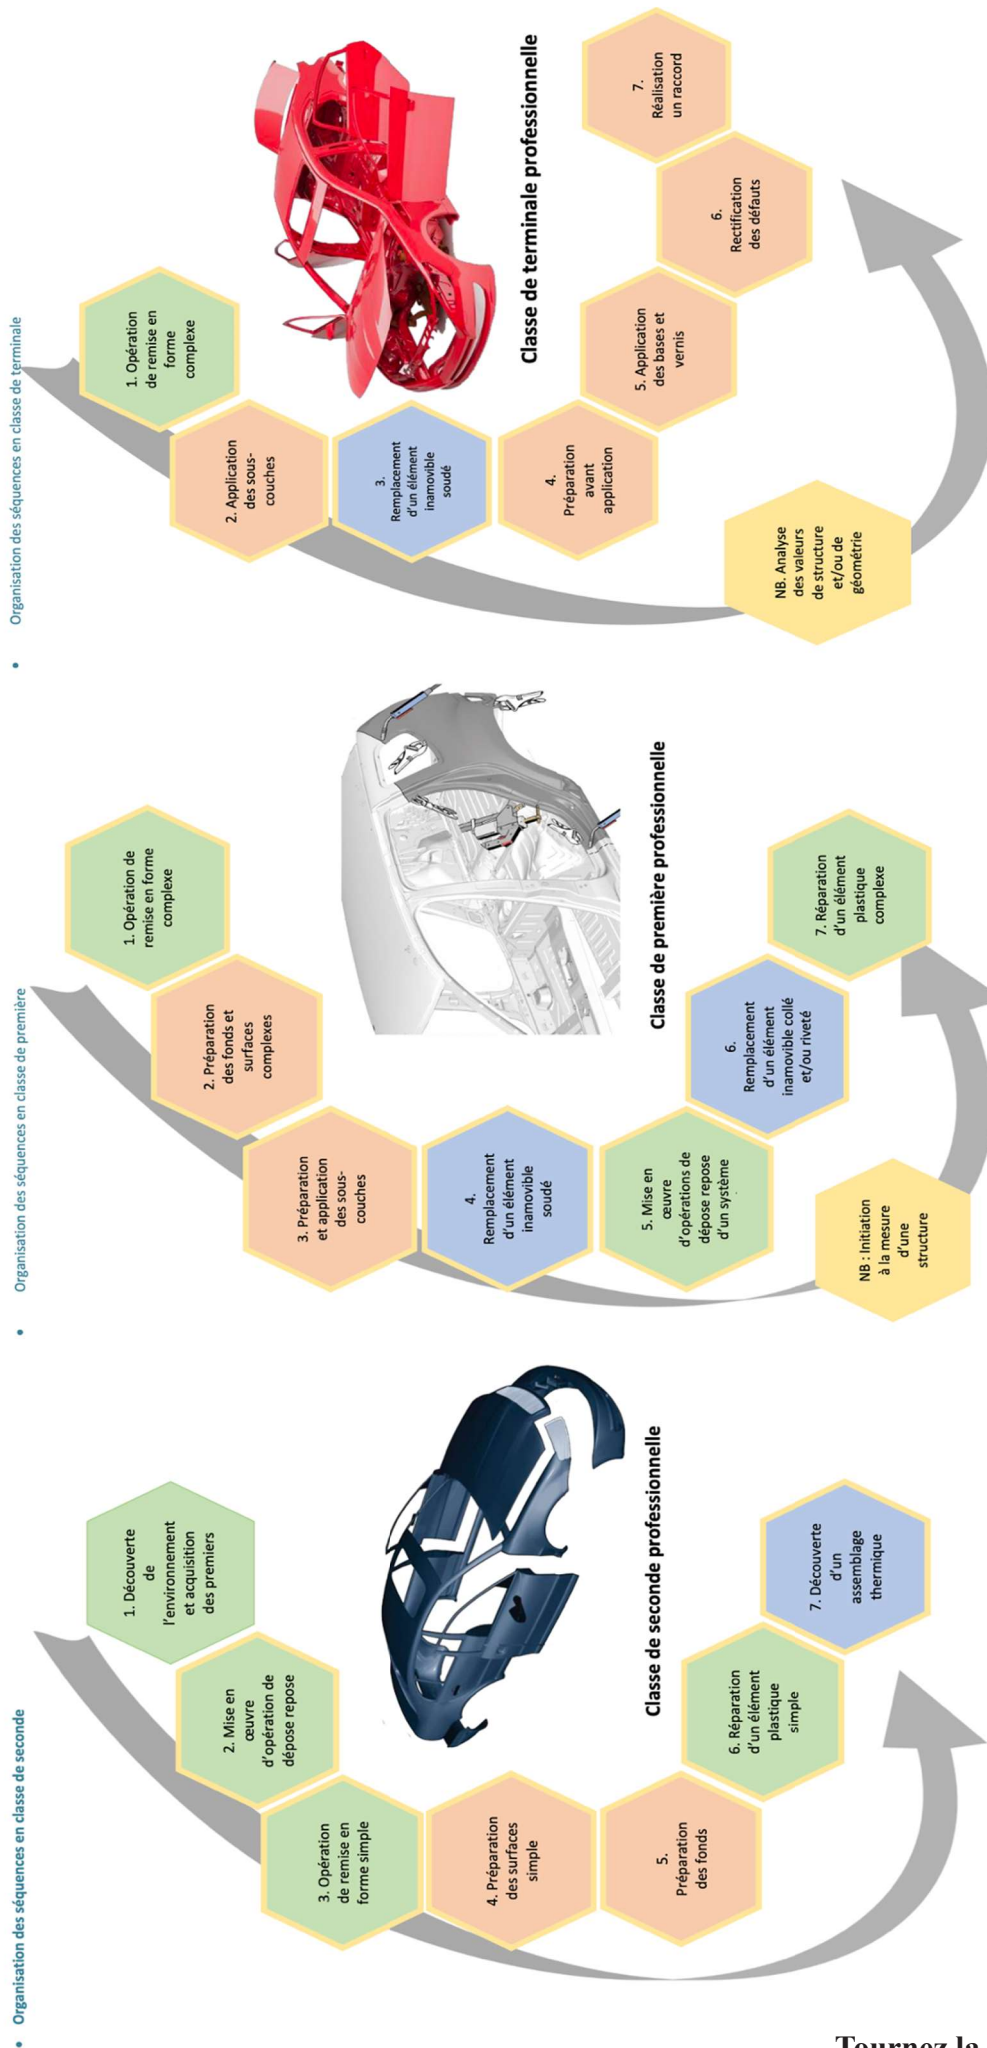 • Organisation des séquences en classe de seconde
1. Découverte
de
l'environnement
et acquisition
des premiers
2. Mise en
œuvre
d'opération de
dépose repose
3. Opération
de remise en
forme simple
4. Préparation
des surfaces
simple
5.
Préparation
des fonds
6. Réparation
d'un élément
plastique
simple
7. Découverte
d'un
assemblage
thermique
Classe de seconde professionnelle
• Organisation des séquences en classe de première
1. Opération de
remise en forme
complexe
2. Préparation
des fonds et
surfaces
complexes
3. Préparation
et application
des sous-
couches
4.
Remplacement
d'un élément
inamovible
soudé
5. Mise en
œuvre
d'opérations de
dépose repose
d'un système
6.
Remplacement
d'un élément
inamovible collé
et/ou riveté
7. Réparation
d'un élément
plastique
complexe
NB : Initiation
à la mesure
d'une
structure
Classe de première professionnelle
• Organisation des séquences en classe de terminale
1. Opération
de remise en
forme
complexe
2. Application
des sous-
couches
3.
Remplacement
d'un élément
inamovible
soudé
4.
Préparation
avant
application
5. Application
des bases et
vernis
6.
Rectification
des défauts
7.
Réalisation
un raccord
NB. Analyse
des valeurs
de structure
et/ou de
géométrie
Classe de terminale professionnelle
Tournez la